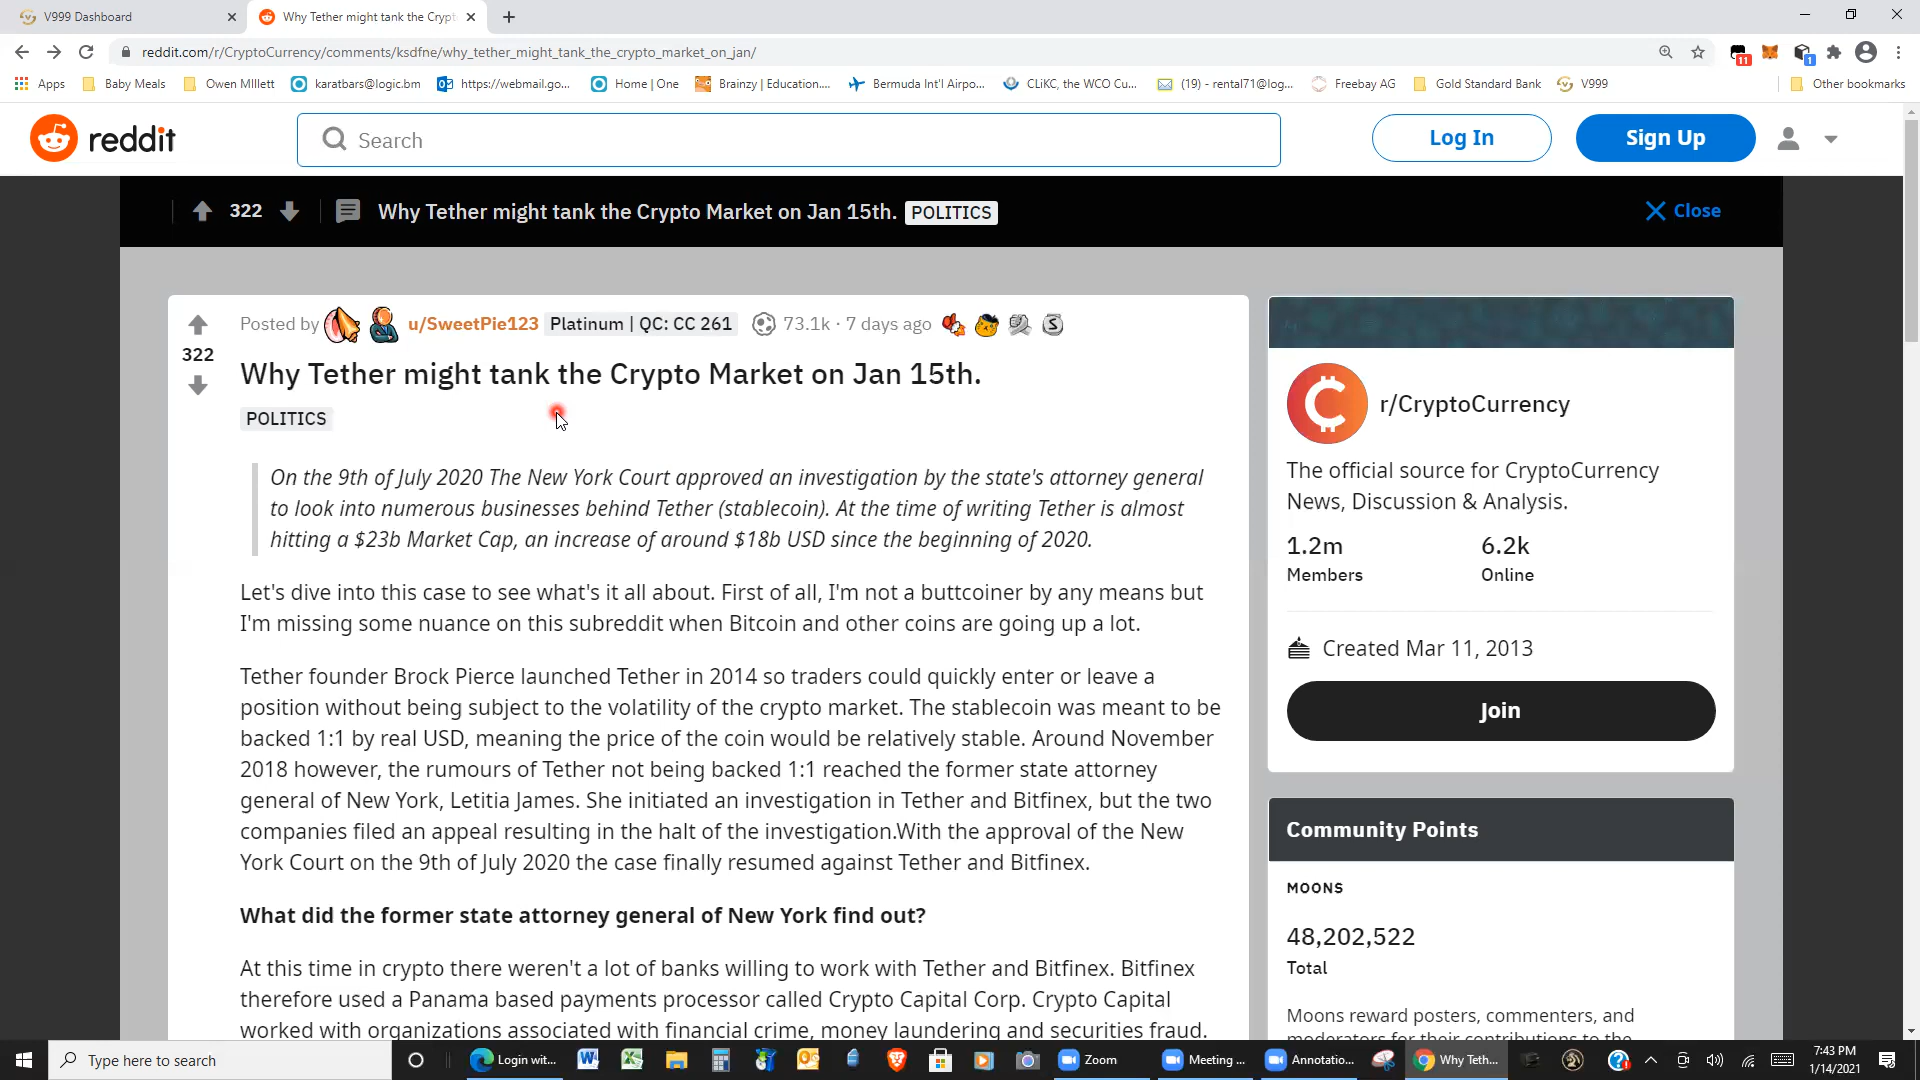 V999 Dashboard
Why Tether might tank the Crypt
reddit.com/r/CryptoCurrency/comments/ksdfne/why_tether_might_tank_the_crypto_market_on_jan/
11
1
Apps
Baby Meals
Owen MIllett
karatbars@logic.bm
https://webmail.go...
Home | One
Brainzy | Education....
Bermuda Int'l Airpo...
CLiKC, the WCO Cu...
(19) - rental71@log...
Freebay AG
Gold Standard Bank
V999
Other bookmarks
reddit
Search
Log In
Sign Up
322
Why Tether might tank the Crypto Market on Jan 15th.
POLITICS
Close
Posted by
u/SweetPie123
Platinum | QC: CC 261
73.1k · 7 days ago
322
Why Tether might tank the Crypto Market on Jan 15th.
POLITICS
On the 9th of July 2020 The New York Court approved an investigation by the state's attorney general
to look into numerous businesses behind Tether (stablecoin). At the time of writing Tether is almost
hitting a $23b Market Cap, an increase of around $18b USD since the beginning of 2020.
Let's dive into this case to see what's it all about. First of all, I'm not a buttcoiner by any means but
I'm missing some nuance on this subreddit when Bitcoin and other coins are going up a lot.
Tether founder Brock Pierce launched Tether in 2014 so traders could quickly enter or leave a
position without being subject to the volatility of the crypto market. The stablecoin was meant to be
backed 1:1 by real USD, meaning the price of the coin would be relatively stable. Around November
2018 however, the rumours of Tether not being backed 1:1 reached the former state attorney
general of New York, Letitia James. She initiated an investigation in Tether and Bitfinex, but the two
companies filed an appeal resulting in the halt of the investigation.With the approval of the New
York Court on the 9th of July 2020 the case finally resumed against Tether and Bitfinex.
What did the former state attorney general of New York find out?
At this time in crypto there weren't a lot of banks willing to work with Tether and Bitfinex. Bitfinex
therefore used a Panama based payments processor called Crypto Capital Corp. Crypto Capital
worked with organizations associated with financial crime, money laundering and securities fraud.
r/CryptoCurrency
The official source for CryptoCurrency
News, Discussion & Analysis.
1.2m
Members
6.2k
Online
Created Mar 11, 2013
Join
Community Points
MOONS
48,202,522
Total
Moons reward posters, commenters, and
moderators for their contributions to the
Type here to search
Login wit...
Zoom
Meeting ...
Annotatio...
Why Teth...
7:43 PM
1/14/2021